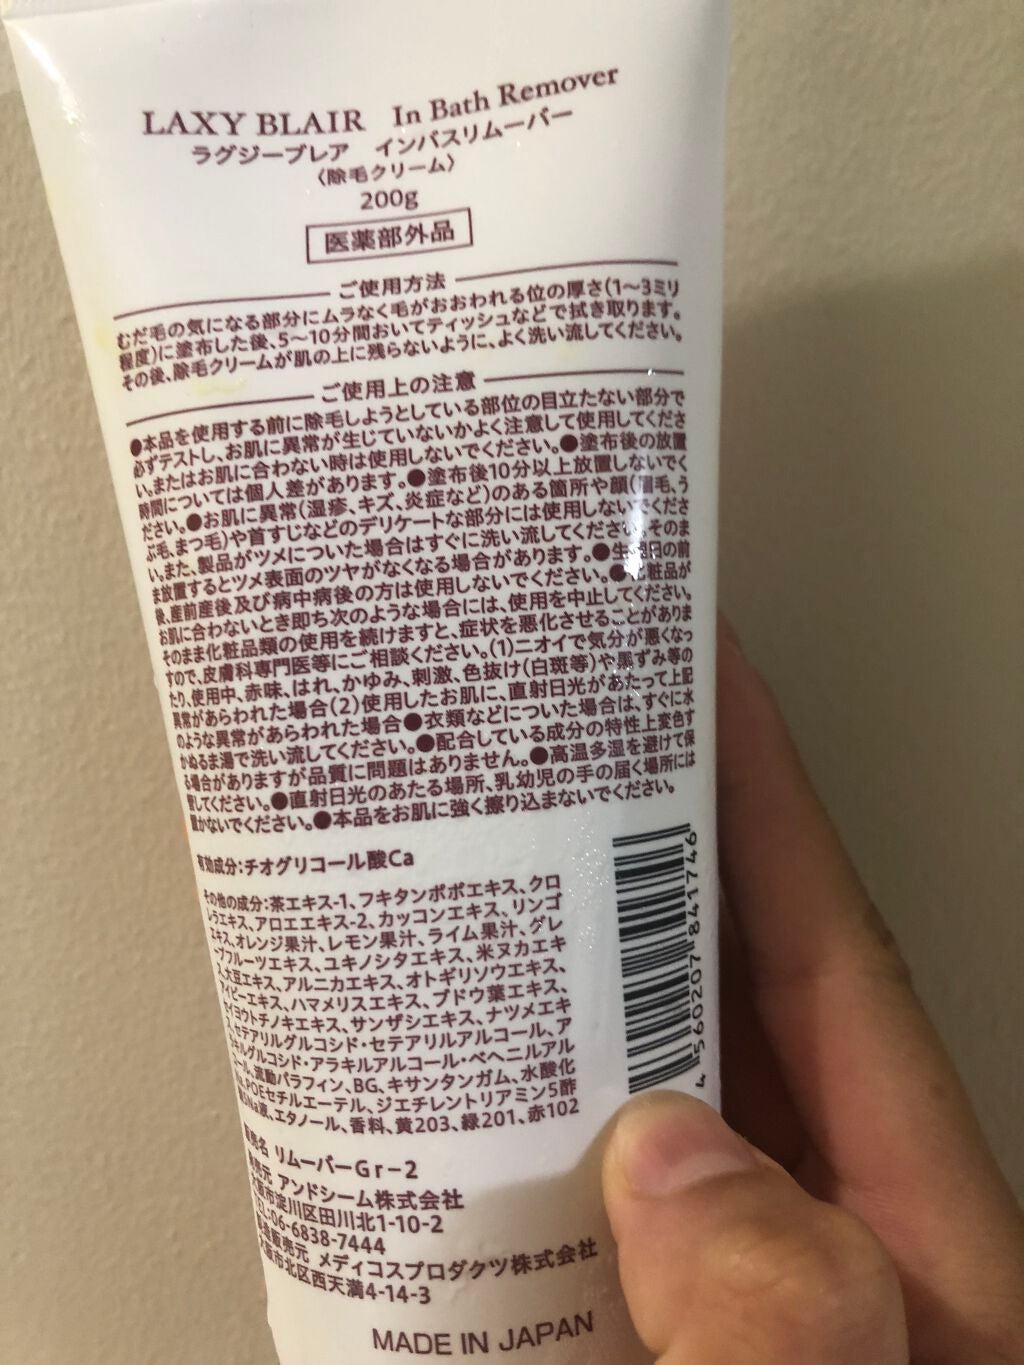 LAXY BLAIR In Bath Remover
ラグジーブレア インバスリムーバー
〈除毛クリーム〉
200g
医薬部外品
ご使用方法
むだ毛の気になる部分にムラなく毛がおおわれる位の厚さ(1〜3ミリ
程度)に塗布した後、5〜10分間おいてティッシュなどで拭き取ります。
その後、除毛クリームが肌の上に残らないように、よく洗い流してください。
ご使用上の注意
●本品を使用する前に除毛しようとしている部位の目立たない部分で
必ずテストし、お肌に異常が生じていないかよく注意して使用してくださ
い。またはお肌に合わない時は使用しないでください。●塗布後の放置
時間については個人差があります。●塗布後10分以上放置しないでく
ださい。●お肌に異常(湿疹、キズ、炎症など)のある箇所や顔(眉毛、う
ぶ毛、まつ毛)や首すじなどのデリケートな部分には使用しないでくださ
い。また、製品がツメについた場合はすぐに洗い流してください。そのま
ま放置するとツメ表面のツヤがなくなる場合があります。●生理日の前
後、産前産後及び病中病後の方は使用しないでください。●化粧品が
お肌に合わないとき即ち次のような場合には、使用を中止してください。
そのまま化粧品類の使用を続けますと、症状を悪化させることがありま
すので、皮膚科専門医等にご相談ください。(1)ニオイで気分が悪くなっ
たり、使用中、赤味、はれ、かゆみ、刺激、色抜け(白斑等)や黒ずみ等の
異常があらわれた場合(2)使用したお肌に、直射日光があたって上記
のような異常があらわれた場合●衣類などについた場合は、すぐに水
かぬるま湯で洗い流してください。●配合している成分の特性上変色す
る場合がありますが品質に問題はありません。●高温多湿を避けて保
管してください。●直射日光のあたる場所、乳幼児の手の届く場所には
置かないでください。●本品をお肌に強く擦り込まないでください。
有効成分:チオグリコール酸Ca
その他の成分:茶エキス-1、フキタンポポエキス、クロ
レラエキス、アロエエキス-2、カッコンエキス、リンゴ
エキス、オレンジ果汁、レモン果汁、ライム果汁、グレ
ープフルーツエキス、ユキノシタエキス、米ヌカエキ
ス、大豆エキス、アルニカエキス、オトギリソウエキス、
アイビーエキス、ハマメリスエキス、ブドウ葉エキス、
セイヨウトチノキエキス、サンザシエキス、ナツメエキ
ス、セテアリルグルコシド・セテアリルアルコール、ア
ラキルグルコシド・アラキルアルコール・ベヘニルアル
コール、流動パラフィン、BG、キサンタンガム、水酸化
POEセチルエーテル、ジエチレントリアミン5酢
酸5Na液、エタノール、香料、黄203、緑201、赤102
販売名 リムーバーGr-2
発売元 アンドシーム株式会社
大阪市淀川区田川北1-10-2
TEL:06-6838-7444
製造販売元 メディコスプロダクツ株式会社
大阪市北区西天満4-14-3
MADE IN JAPAN
4 560207 841746